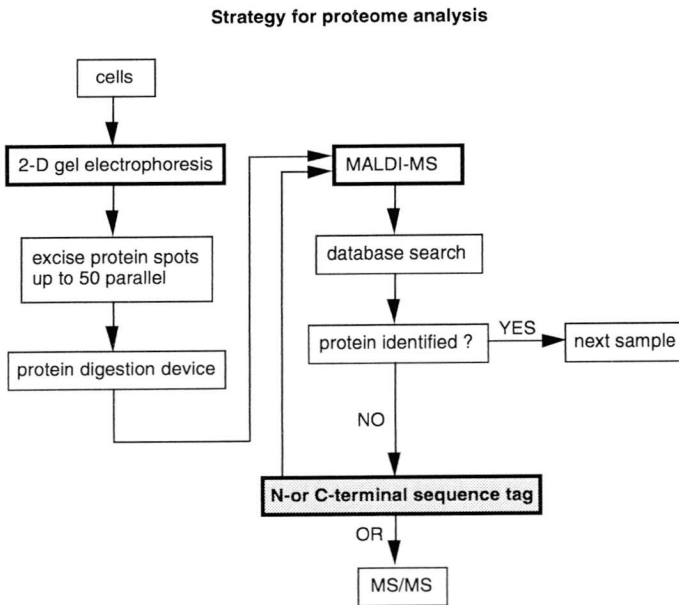 Strategy for proteome analysis
cells
2-D gel electrophoresis
excise protein spots
up to 50 parallel
protein digestion device
MALDI-MS
database search
protein identified ?
YES
next sample
NO
N-or C-terminal sequence tag
OR
MS/MS